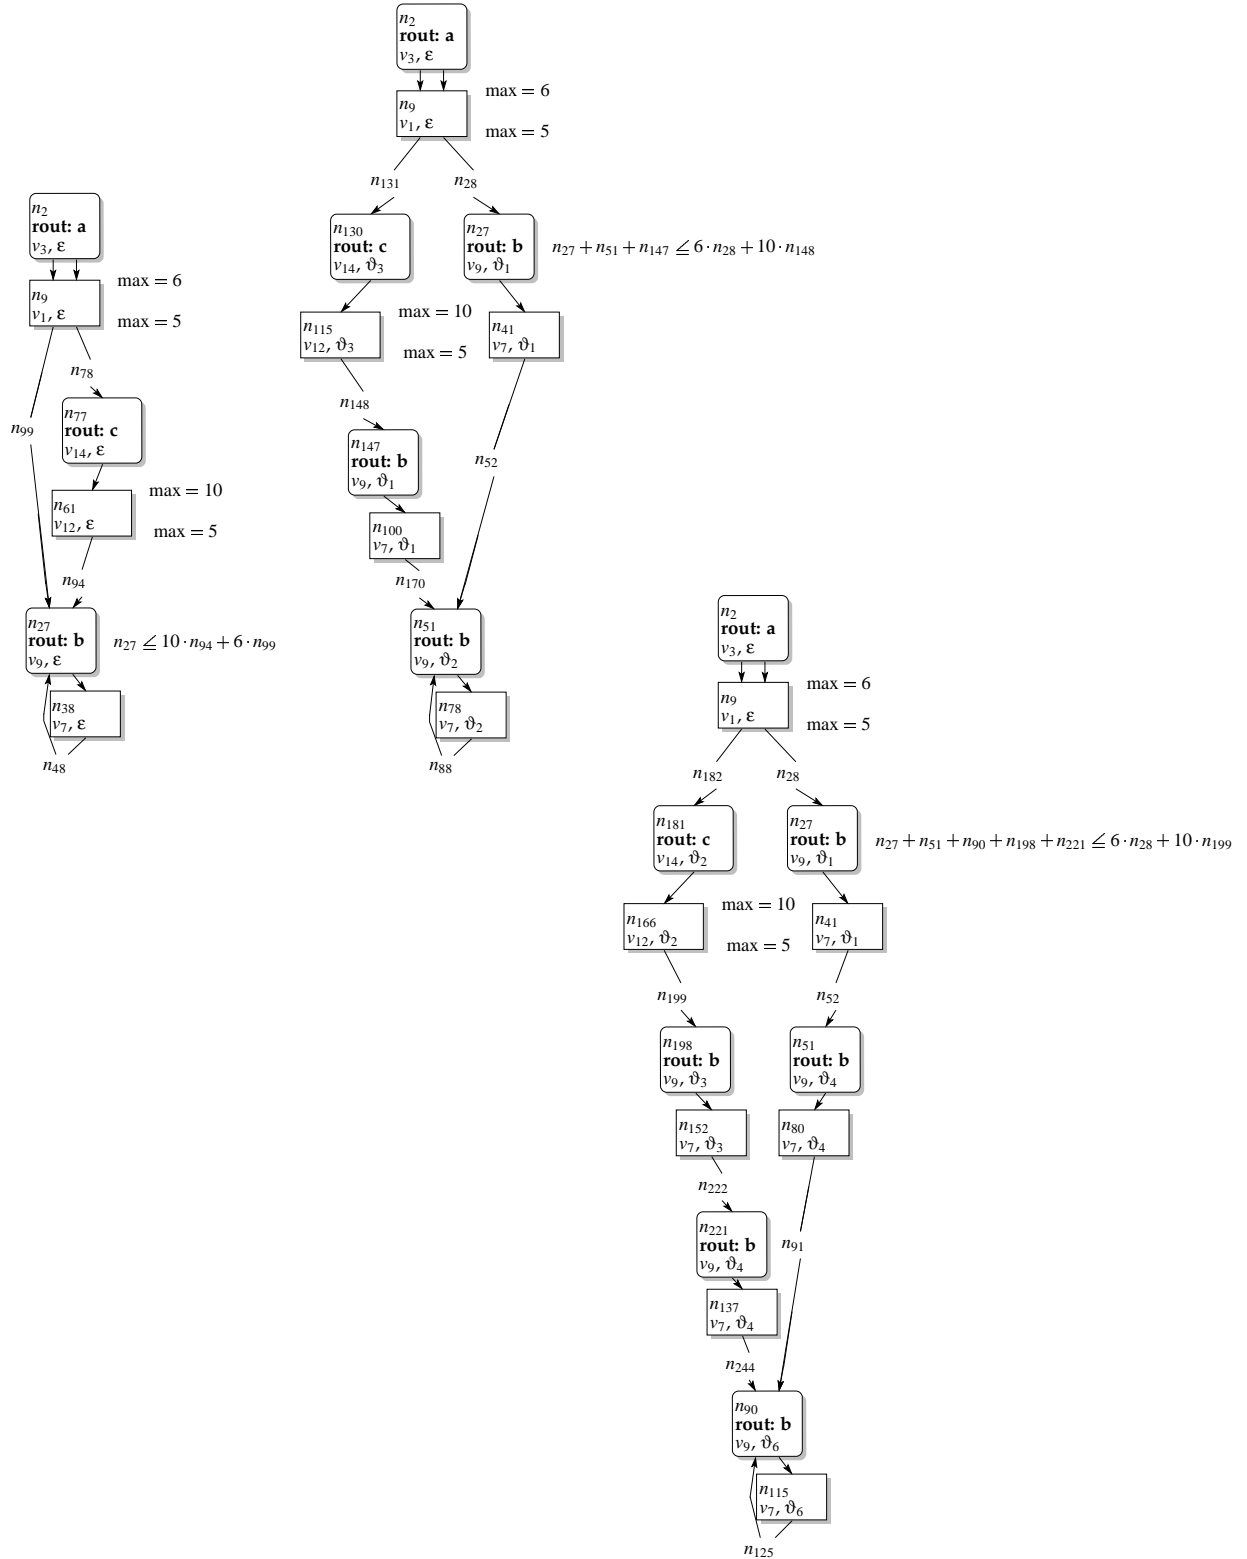 n₂
rout: a
v₃, ε
n₉
v₁, ε
max = 6
max = 5
n₇₈
n₉₉
n₇₇
rout: c
v₁₄, ε
n₆₁
v₁₂, ε
max = 10
max = 5
n₉₄
n₂₇
rout: b
v₉, ε
n₂₇ ≦ 10 · n₉₄ + 6 · n₉₉
n₃₈
v₇, ε
n₄₈
n₂
rout: a
v₃, ε
n₉
v₁, ε
max = 6
max = 5
n₁₃₁
n₂₈
n₁₃₀
rout: c
v₁₄, ϑ₃
n₂₇
rout: b
v₉, ϑ₁
n₂₇ + n₅₁ + n₁₄₇ ≦ 6 · n₂₈ + 10 · n₁₄₈
n₁₁₅
v₁₂, ϑ₃
max = 10
max = 5
n₄₁
v₇, ϑ₁
n₁₄₈
n₁₄₇
rout: b
v₉, ϑ₁
n₅₂
n₁₀₀
v₇, ϑ₁
n₁₇₀
n₅₁
rout: b
v₉, ϑ₂
n₇₈
v₇, ϑ₂
n₈₈
n₂
rout: a
v₃, ε
n₉
v₁, ε
max = 6
max = 5
n₁₈₂
n₂₈
n₁₈₁
rout: c
v₁₄, ϑ₂
n₂₇
rout: b
v₉, ϑ₁
n₂₇ + n₅₁ + n₉₀ + n₁₉₈ + n₂₂₁ ≦ 6 · n₂₈ + 10 · n₁₉₉
n₁₆₆
v₁₂, ϑ₂
max = 10
max = 5
n₄₁
v₇, ϑ₁
n₁₉₉
n₅₂
n₁₉₈
rout: b
v₉, ϑ₃
n₅₁
rout: b
v₉, ϑ₄
n₁₅₂
v₇, ϑ₃
n₈₀
v₇, ϑ₄
n₂₂₂
n₂₂₁
rout: b
v₉, ϑ₄
n₉₁
n₁₃₇
v₇, ϑ₄
n₂₄₄
n₉₀
rout: b
v₉, ϑ₆
n₁₁₅
v₇, ϑ₆
n₁₂₅